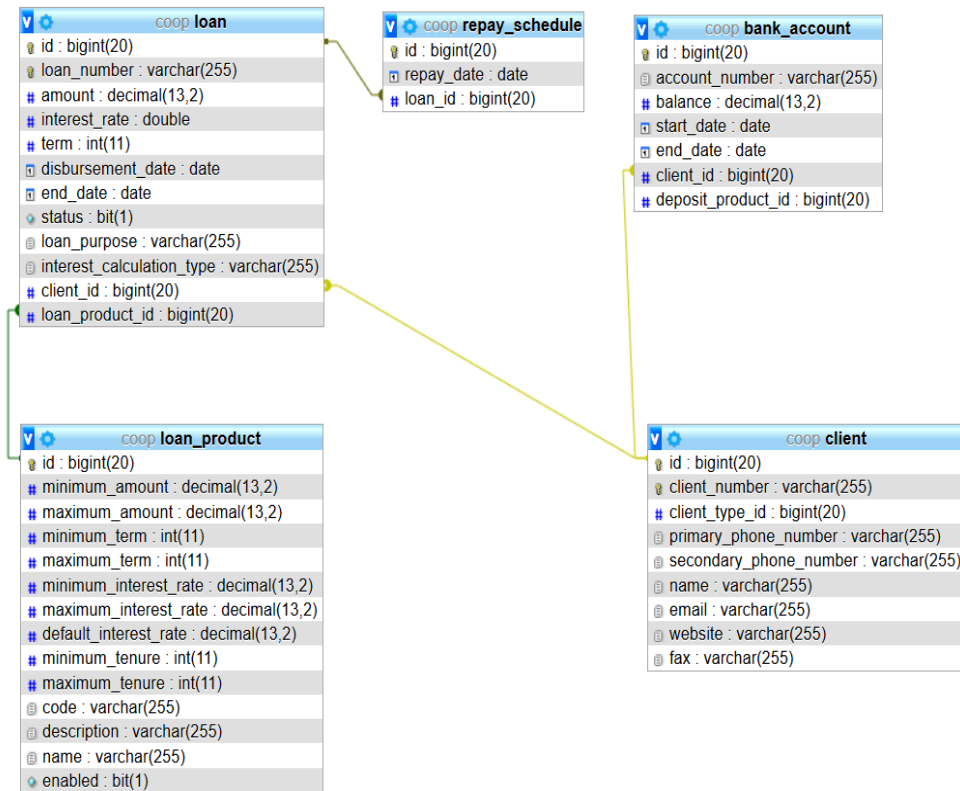 coop loan
id : bigint(20)
loan_number : varchar(255)
amount : decimal(13,2)
interest_rate : double
term : int(11)
disbursement_date : date
end_date : date
status : bit(1)
loan_purpose : varchar(255)
interest_calculation_type : varchar(255)
client_id : bigint(20)
loan_product_id : bigint(20)
coop repay_schedule
id : bigint(20)
repay_date : date
loan_id : bigint(20)
coop bank_account
id : bigint(20)
account_number : varchar(255)
balance : decimal(13,2)
start_date : date
end_date : date
client_id : bigint(20)
deposit_product_id : bigint(20)
coop loan_product
id : bigint(20)
minimum_amount : decimal(13,2)
maximum_amount : decimal(13,2)
minimum_term : int(11)
maximum_term : int(11)
minimum_interest_rate : decimal(13,2)
maximum_interest_rate : decimal(13,2)
default_interest_rate : decimal(13,2)
minimum_tenure : int(11)
maximum_tenure : int(11)
code : varchar(255)
description : varchar(255)
name : varchar(255)
enabled : bit(1)
coop client
id : bigint(20)
client_number : varchar(255)
client_type_id : bigint(20)
primary_phone_number : varchar(255)
secondary_phone_number : varchar(255)
name : varchar(255)
email : varchar(255)
website : varchar(255)
fax : varchar(255)